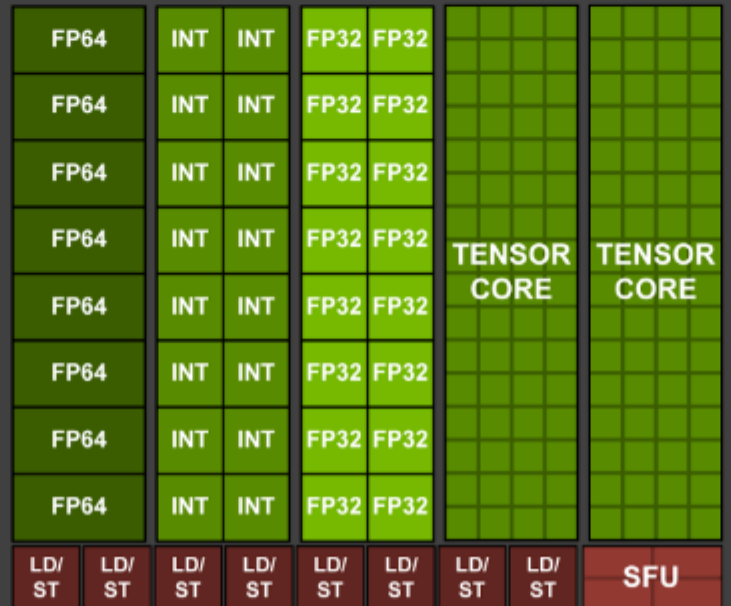 FP64 INT INT FP32 FP32
FP64 INT INT FP32 FP32
FP64 INT INT FP32 FP32
FP64 INT INT FP32 FP32
TENSOR TENSOR
CORE CORE
FP64 INT INT FP32 FP32
FP64 INT INT FP32 FP32
FP64 INT INT FP32 FP32
FP64 INT INT FP32 FP32
LD/ LD/ LD/ LD/ LD/ LD/ LD/ LD/
ST ST ST ST ST ST ST ST
SFU